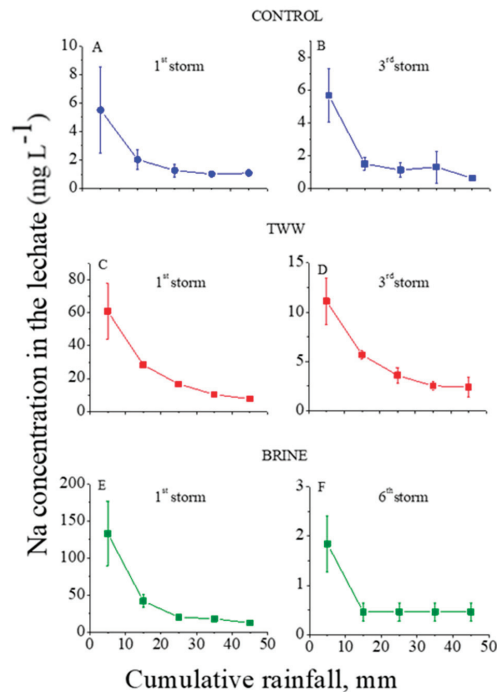 CONTROL
A
1st storm
10
8
6
4
2
0
B
3rd storm
8
6
4
2
0
TWW
C
1st storm
80
60
40
20
0
D
3rd storm
15
10
5
0
BRINE
E
1st storm
200
150
100
50
0
F
6th storm
3
2
1
0
0 10 20 30 40 50
0 10 20 30 40 50
Na concentration in the lechate (mg L-1)
Cumulative rainfall, mm